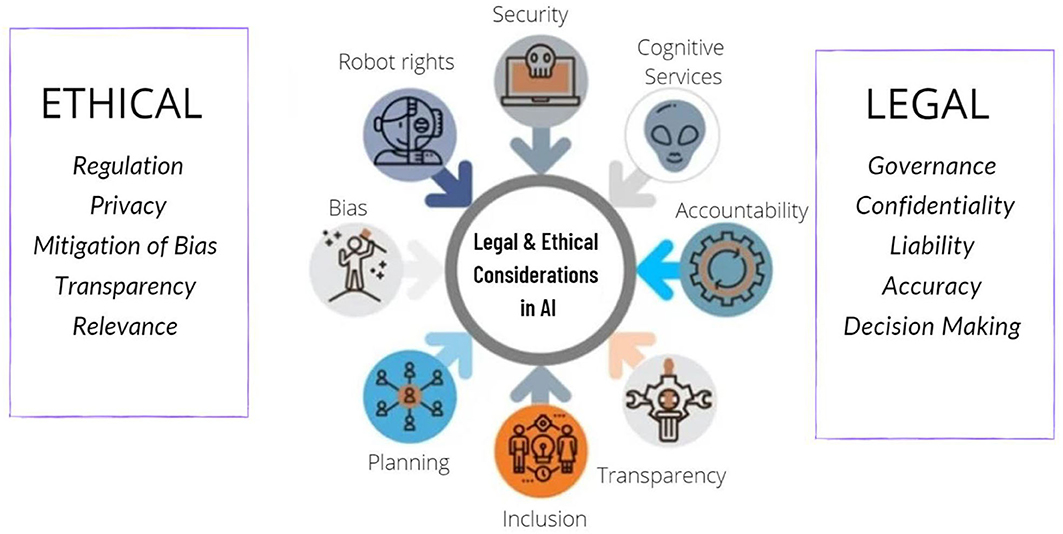 ETHICAL
Regulation
Privacy
Mitigation of Bias
Transparency
Relevance
Security
Robot rights
Cognitive
Services
Bias
Accountability
Legal & Ethical
Considerations
in AI
Planning
Transparency
Inclusion
LEGAL
Governance
Confidentiality
Liability
Accuracy
Decision Making